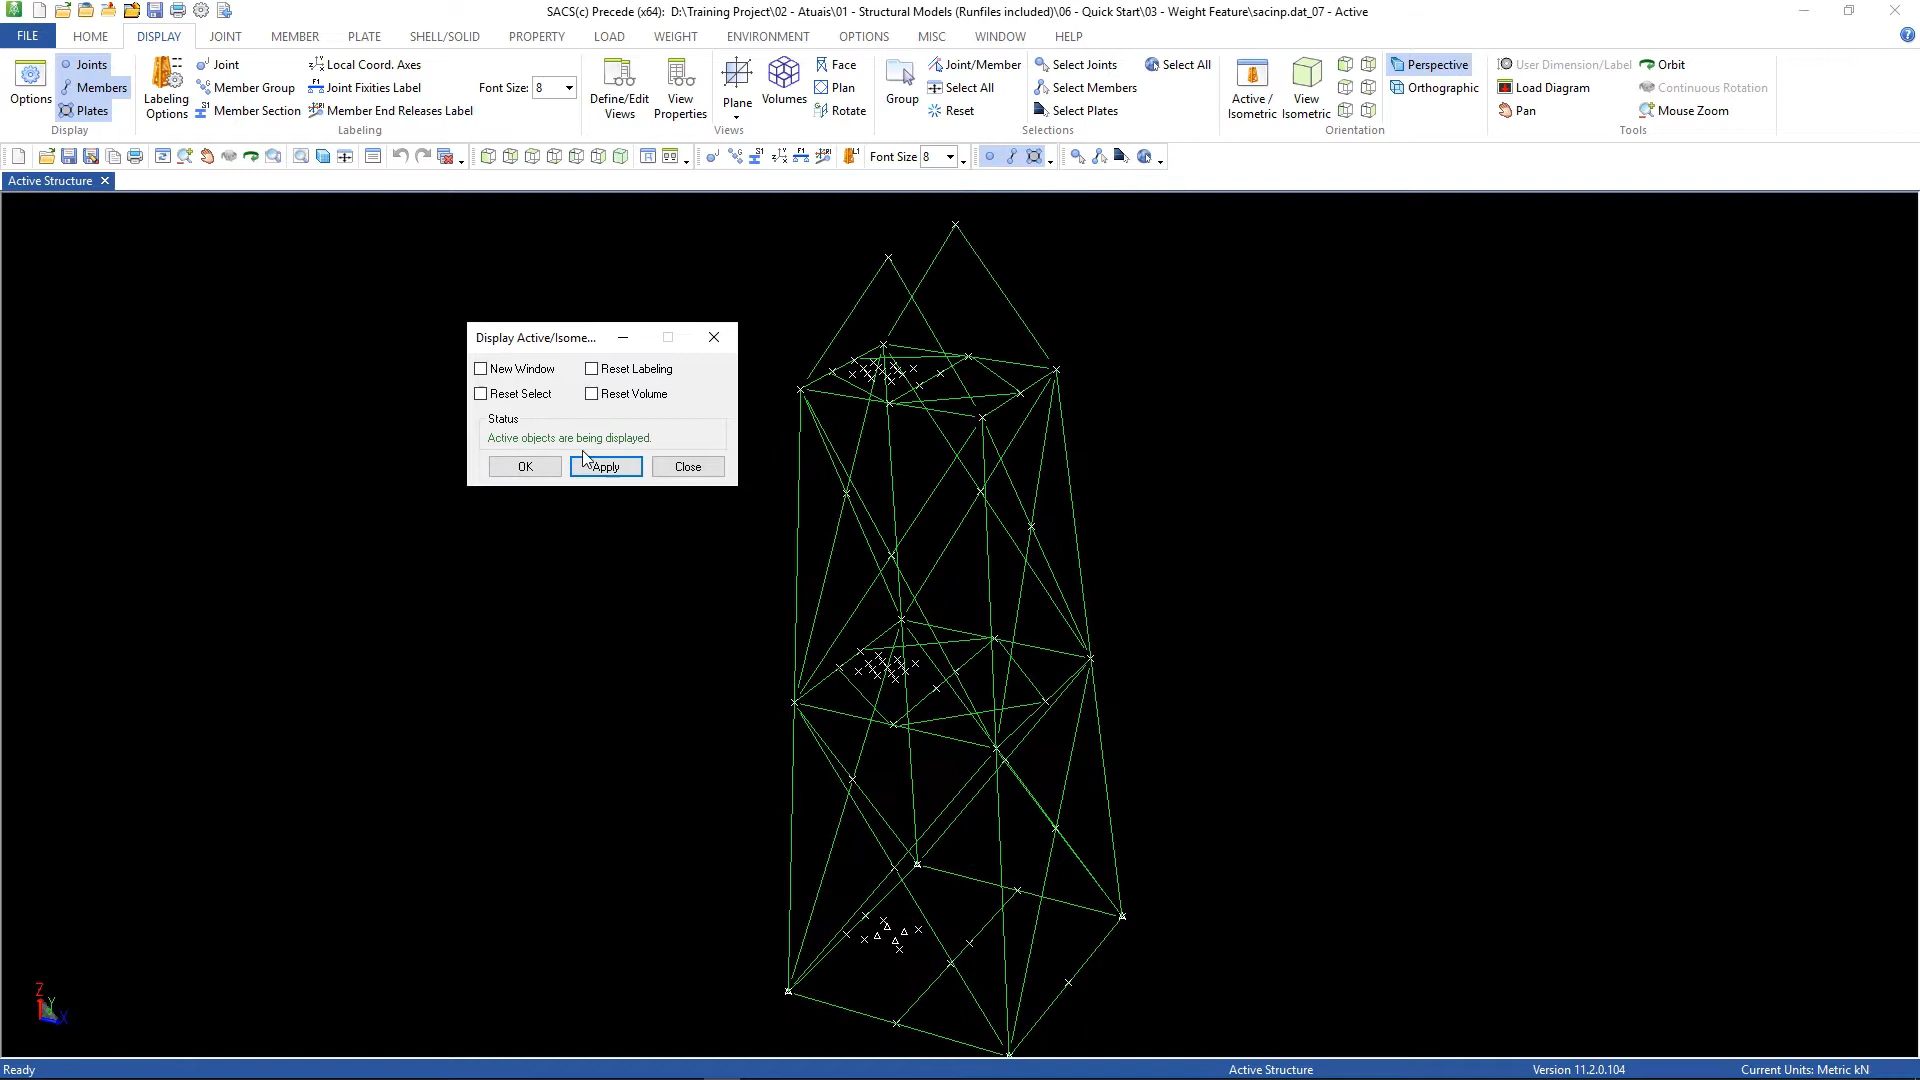 SACS(c) Precede (x64): D:\Training Project\02 - Atuais\01 - Structural Models (Runfiles included)\06 - Quick Start\03 - Weight Feature\sacinp.dat_07 - Active
FILE HOME DISPLAY JOINT MEMBER PLATE SHELL/SOLID PROPERTY LOAD WEIGHT ENVIRONMENT OPTIONS MISC WINDOW HELP
Joints Joint Local Coord. Axes Face Joint/Member Select Joints Select All Perspective User Dimension/Label Orbit
Options Members Labeling Options Member Group Joint Fixities Label Font Size: 8 Define/Edit Views View Properties Plane Volumes Plan Group Select All Select Members Active / Isometric View Isometric Orthographic Load Diagram Continuous Rotation
Plates Member Section Member End Releases Label Rotate Reset Select Plates Pan Mouse Zoom
Display Labeling Views Selections Orientation Tools
Font Size 8
Active Structure
Display Active/Isome...
New Window Reset Labeling
Reset Select Reset Volume
Status
Active objects are being displayed.
OK Apply Close
Z
Y
X
Ready Active Structure Version 11.2.0.104 Current Units: Metric kN